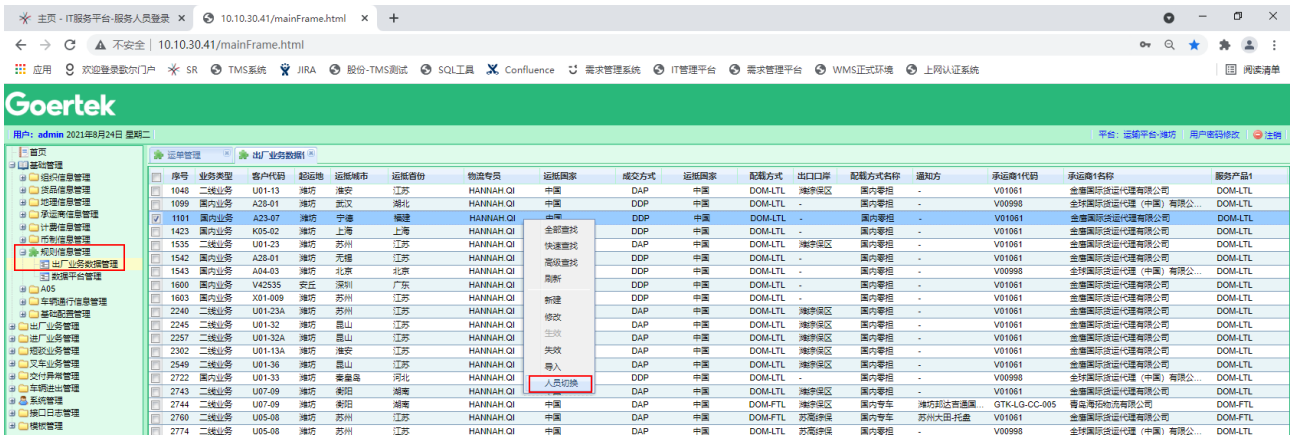 主页 - IT服务平台-服务人员登录 × 10.10.30.41/mainFrame.html × +
不安全 | 10.10.30.41/mainFrame.html
应用 欢迎登录歌尔门户 SR TMS系统 JIRA 股份-TMS测试 SQL工具 Confluence 需求管理系统 IT管理平台 需求管理平台 WMS正式环境 上网认证系统 阅读清单
Goertek
用户: admin 2021年8月24日 星期二 平台: 运输平台-潍坊 用户密码修改 注销
首页
基础管理
组织信息管理
货品信息管理
地理信息管理
承运商信息管理
计费信息管理
币制信息管理
规则信息管理
出厂业务数据管理
数据平台管理
A05
车辆通行信息管理
基础配置管理
出厂业务管理
进厂业务管理
短驳业务管理
叉车业务管理
交付异常管理
车辆进出管理
系统管理
接口日志管理
模板管理
运单管理 出厂业务数据
序号 业务类型 客户代码 起运地 运抵城市 运抵省份 物流专员 运抵国家 成交方式 运抵国家 配载方式 出口口岸 配载方式名称 通知方 承运商1代码 承运商1名称 服务产品1
1048 二线业务 U01-13 潍坊 淮安 江苏 HANNAH.QI 中国 DAP 中国 DOM-LTL 潍综保区 国内零担 - V01061 金鹰国际货运代理有限公司 DOM-LTL
1099 国内业务 A28-01 潍坊 武汉 湖北 HANNAH.QI 中国 DDP 中国 DOM-LTL - 国内零担 - V00998 全球国际货运代理（中国）有限公... DOM-LTL
1101 国内业务 A23-07 潍坊 宁德 福建 HANNAH.QI 中国 DDP 中国 DOM-LTL - 国内零担 - V01061 金鹰国际货运代理有限公司 DOM-LTL
1423 国内业务 K05-02 潍坊 上海 上海 HANNAH.QI DDP 中国 DOM-LTL - 国内零担 - V01061 金鹰国际货运代理有限公司 DOM-LTL
1535 二线业务 U01-23 潍坊 苏州 江苏 HANNAH.QI DAP 中国 DOM-LTL 潍综保区 国内零担 - V01061 金鹰国际货运代理有限公司 DOM-LTL
1542 国内业务 A28-01 潍坊 无锡 江苏 HANNAH.QI DDP 中国 DOM-LTL - 国内零担 - V01061 金鹰国际货运代理有限公司 DOM-LTL
1543 国内业务 A04-03 潍坊 北京 北京 HANNAH.QI DDP 中国 DOM-LTL - 国内零担 - V00998 全球国际货运代理（中国）有限公... DOM-LTL
1600 国内业务 V42535 安丘 深圳 广东 HANNAH.QI DDP 中国 DOM-LTL - 国内零担 - V01061 金鹰国际货运代理有限公司 DOM-LTL
1603 国内业务 X01-009 潍坊 苏州 江苏 HANNAH.QI DDP 中国 DOM-LTL - 国内零担 - V01061 金鹰国际货运代理有限公司 DOM-LTL
2240 二线业务 U01-23A 潍坊 苏州 江苏 HANNAH.QI DAP 中国 DOM-LTL 潍综保区 国内零担 - V01061 金鹰国际货运代理有限公司 DOM-LTL
2245 二线业务 U01-32 潍坊 昆山 江苏 HANNAH.QI DAP 中国 DOM-LTL 潍综保区 国内零担 - V01061 金鹰国际货运代理有限公司 DOM-LTL
2257 二线业务 U01-32A 潍坊 昆山 江苏 HANNAH.QI DAP 中国 DOM-LTL 潍综保区 国内零担 - V01061 金鹰国际货运代理有限公司 DOM-LTL
2302 二线业务 U01-13A 潍坊 淮安 江苏 HANNAH.QI DAP 中国 DOM-LTL 潍综保区 国内零担 - V01061 金鹰国际货运代理有限公司 DOM-LTL
2549 二线业务 U01-36 潍坊 昆山 江苏 HANNAH.QI DAP 中国 DOM-LTL 潍综保区 国内零担 - V01061 金鹰国际货运代理有限公司 DOM-LTL
2722 国内业务 U01-33 潍坊 秦皇岛 河北 HANNAH.QI DDP 中国 DOM-LTL - 国内零担 - V00998 全球国际货运代理（中国）有限公... DOM-LTL
2743 二线业务 U07-09 潍坊 衡阳 湖南 HANNAH.QI 中国 DAP 中国 DOM-LTL 潍综保区 国内零担 - V01061 金鹰国际货运代理有限公司 DOM-LTL
2744 二线业务 U07-09 潍坊 衡阳 湖南 HANNAH.QI 中国 DAP 中国 DOM-FTL 潍综保区 国内专车 潍坊邦达吉通国... GTK-LG-CC-005 青岛海拓物流有限公司 DOM-FTL
2760 二线业务 U05-08 潍坊 苏州 江苏 HANNAH.QI 中国 DAP 中国 DOM-FTL 苏高综保 国内专车 苏州大田-托盘 V01061 金鹰国际货运代理有限公司 DOM-FTL
2774 二线业务 U05-08 潍坊 苏州 江苏 HANNAH.QI 中国 DAP 中国 DOM-LTL 苏高综保 国内零担 - V00998 全球国际货运代理（中国）有限公... DOM-LTL
全部查找
快速查找
高级查找
刷新
新建
修改
生效
失效
导入
人员切换